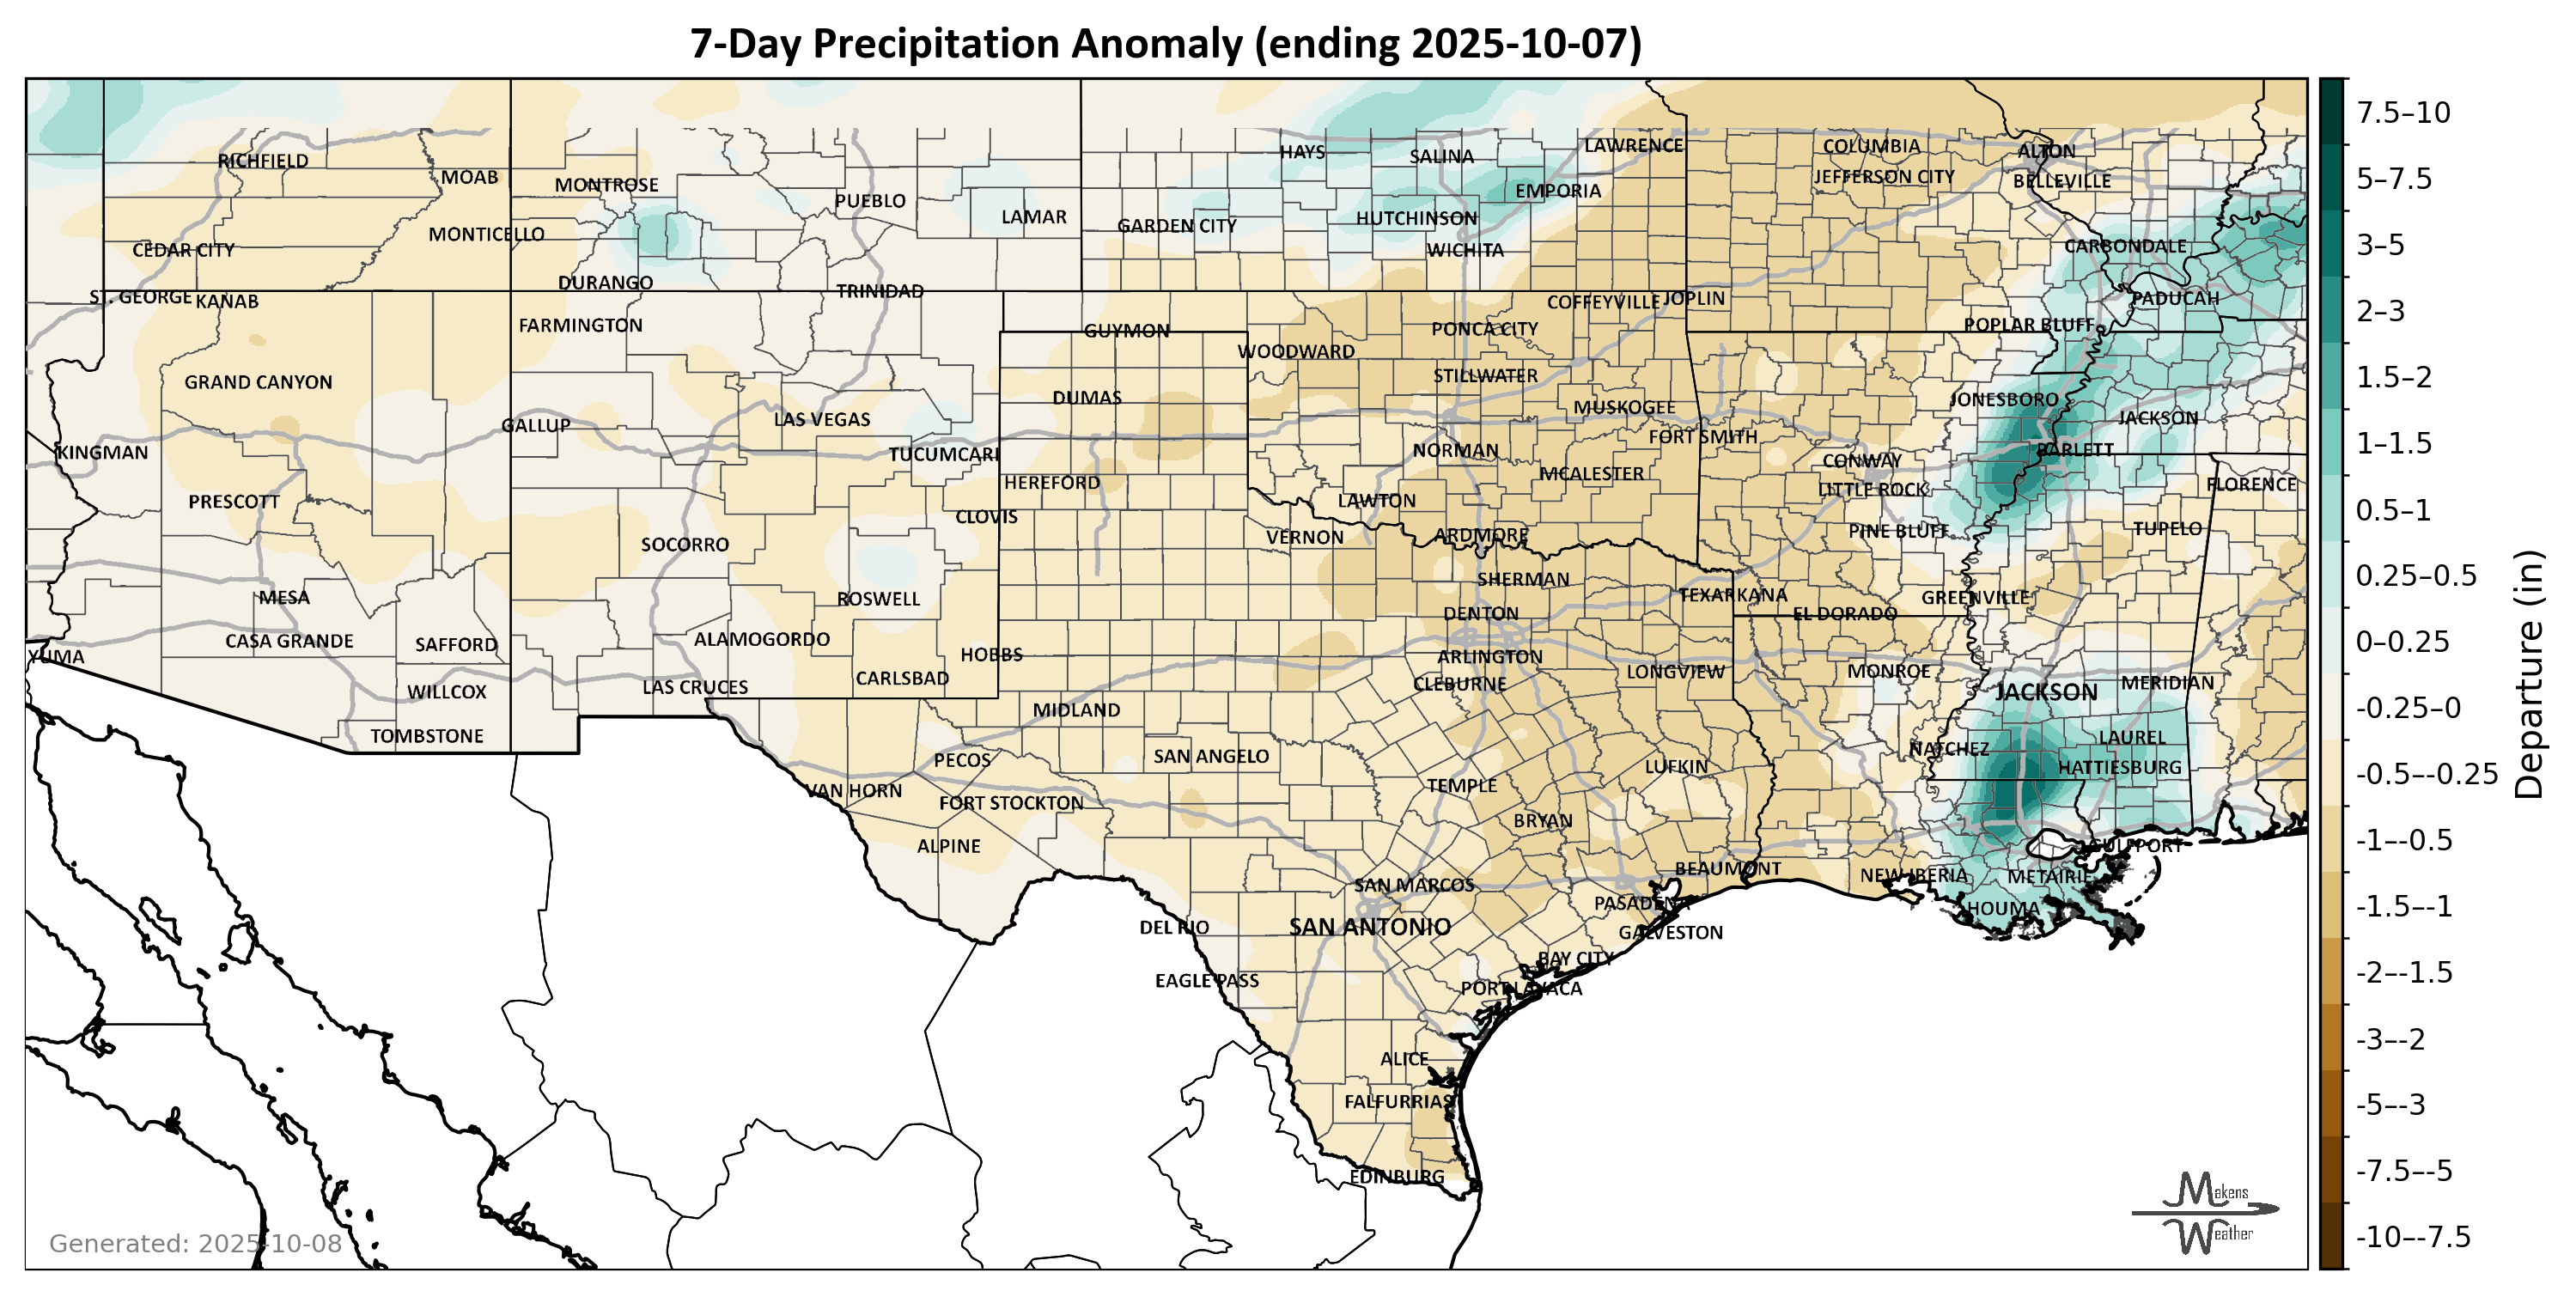 7-Day Precipitation Anomaly (ending 2025-10-07)
RICHFIELD
MOAB
MONTROSE
PUEBLO
LAMAR
HAYS
SALINA
LAWRENCE
COLUMBIA
ALTON
JEFFERSON CITY
BELLEVILLE
EMPORIA
GARDEN CITY
HUTCHINSON
WICHITA
CEDAR CITY
MONTICELLO
CARBONDALE
DURANGO
TRINIDAD
ST. GEORGE
KANAB
COFFEYVILLE
JOPLIN
PADUCAH
FARMINGTON
GUYMON
PONCA CITY
POPLAR BLUFF
WOODWARD
GRAND CANYON
STILLWATER
DUMAS
MUSKOGEE
JONESBORO
GALLUP
LAS VEGAS
JACKSON
FORT SMITH
KINGMAN
TUCUMCARI
NORMAN
BARLETT
CONWAY
MCALESTER
HEREFORD
LITTLE ROCK
FLORENCE
PRESCOTT
LAWTON
CLOVIS
PINE BLUFF
TUPELO
SOCORRO
VERNON
ARDMORE
SHERMAN
MESA
ROSWELL
TEXARKANA
GREENVILLE
DENTON
EL DORADO
CASA GRANDE
SAFFORD
ALAMOGORDO
YUMA
HOBBS
ARLINGTON
LONGVIEW
MONROE
CARLSBAD
CLEBURNE
LAS CRUCES
WILLCOX
JACKSON
MERIDIAN
MIDLAND
TOMBSTONE
LAUREL
PECOS
SAN ANGELO
NATCHEZ
LUFKIN
HATTIESBURG
VAN HORN
TEMPLE
FORT STOCKTON
BRYAN
ALPINE
GULFPORT
BEAUMONT
SAN MARCOS
NEW IBERIA
METAIRIE
PASADENA
HOUMA
DEL RIO
SAN ANTONIO
GALVESTON
BAY CITY
EAGLE PASS
PORT LAVACA
ALICE
FALFURRIAS
EDINBURG
Generated: 2025-10-08
Makens
Weather
7.5–10
5–7.5
3–5
2–3
1.5–2
1–1.5
0.5–1
0.25–0.5
0–0.25
-0.25–0
-0.5–-0.25
-1–-0.5
-1.5–-1
-2–-1.5
-3–-2
-5–-3
-7.5–-5
-10–-7.5
Departure (in)